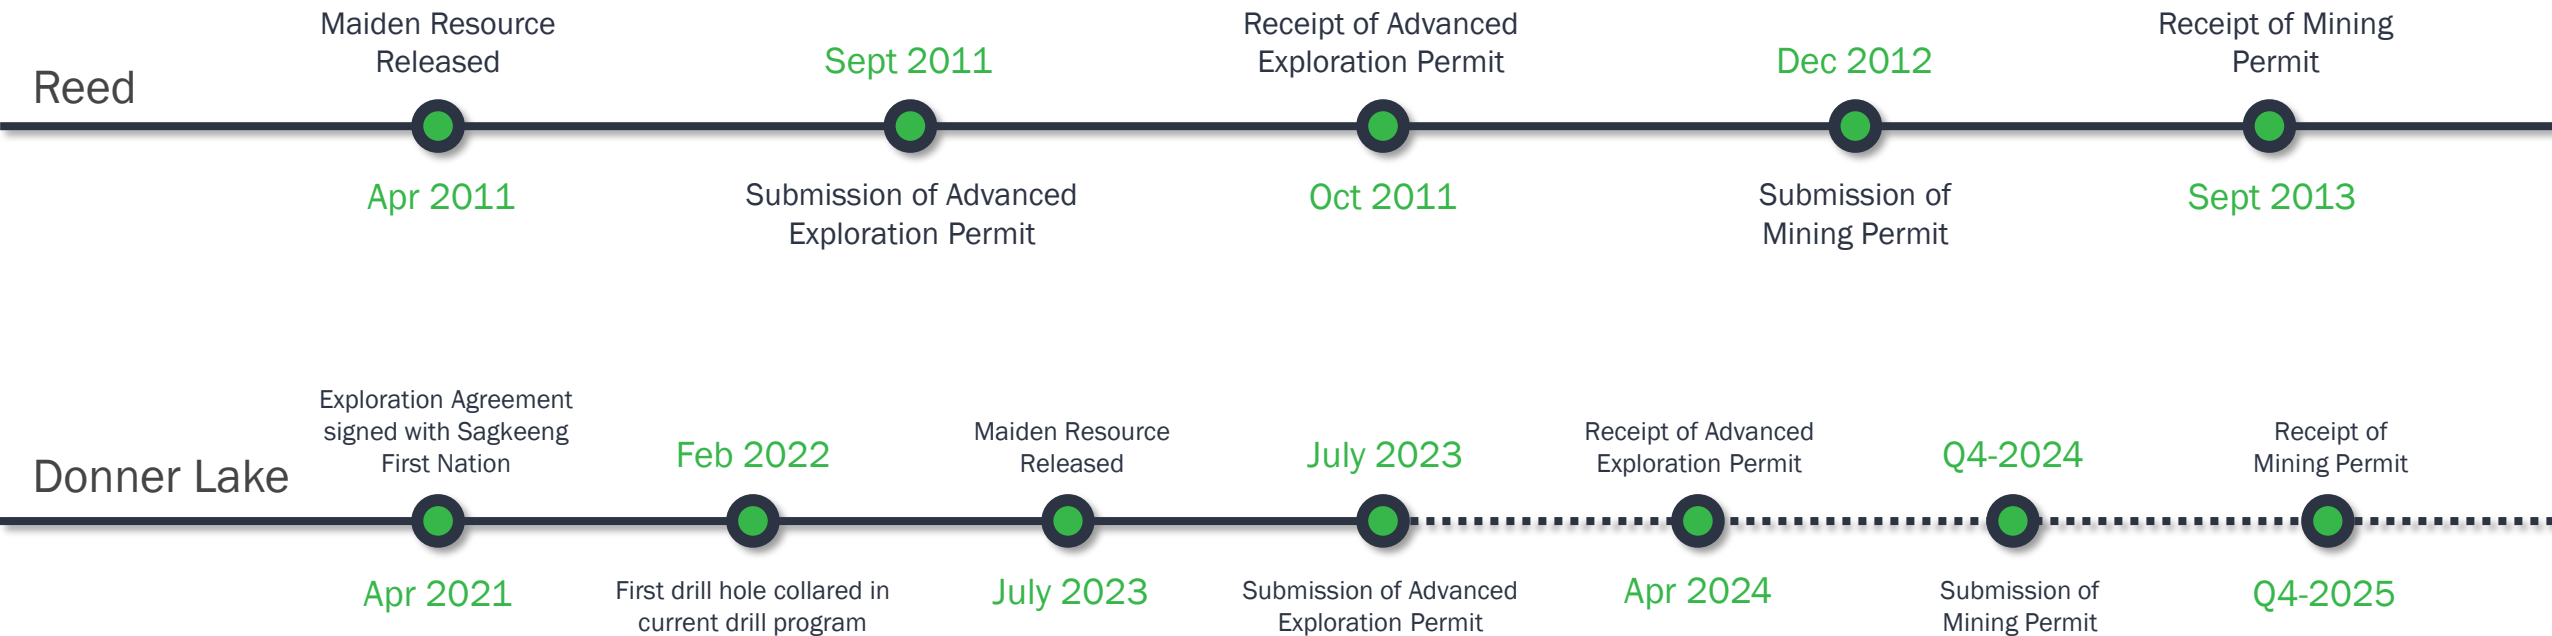 Reed
Maiden Resource
Released
Apr 2011
Sept 2011
Submission of Advanced
Exploration Permit
Receipt of Advanced
Exploration Permit
Oct 2011
Dec 2012
Submission of
Mining Permit
Receipt of Mining
Permit
Sept 2013
Donner Lake
Exploration Agreement
signed with Sagkeeng
First Nation
Apr 2021
Feb 2022
First drill hole collared in
current drill program
Maiden Resource
Released
July 2023
July 2023
Submission of Advanced
Exploration Permit
Receipt of Advanced
Exploration Permit
Apr 2024
Q4-2024
Submission of
Mining Permit
Receipt of
Mining Permit
Q4-2025